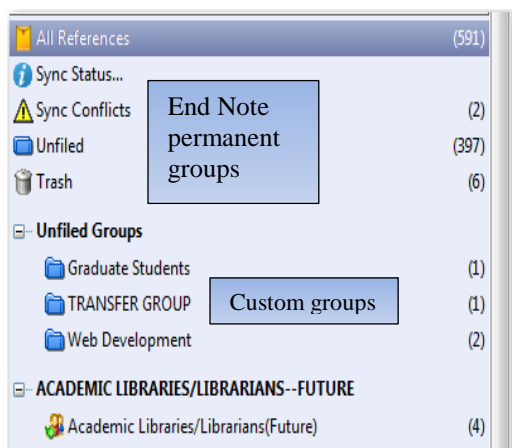 All References (591)
Sync Status...
Sync Conflicts (2)
Unfiled (397)
Trash (6)
End Note
permanent
groups
Unfiled Groups
Graduate Students (1)
TRANSFER GROUP (1)
Custom groups
Web Development (2)
ACADEMIC LIBRARIES/LIBRARIANS--FUTURE
Academic Libraries/Librarians(Future) (4)